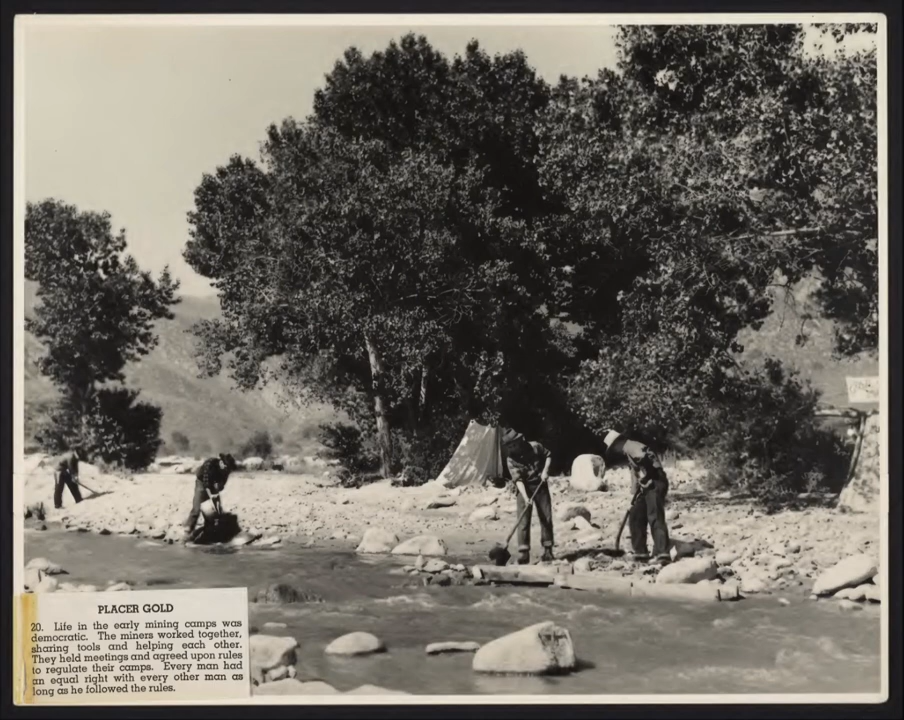 PLACER GOLD
20. Life in the early mining camps was
democratic. The miners worked together,
sharing tools and helping each other.
They held meetings and agreed upon rules
to regulate their camps. Every man had
an equal right with every other man as
long as he followed the rules.